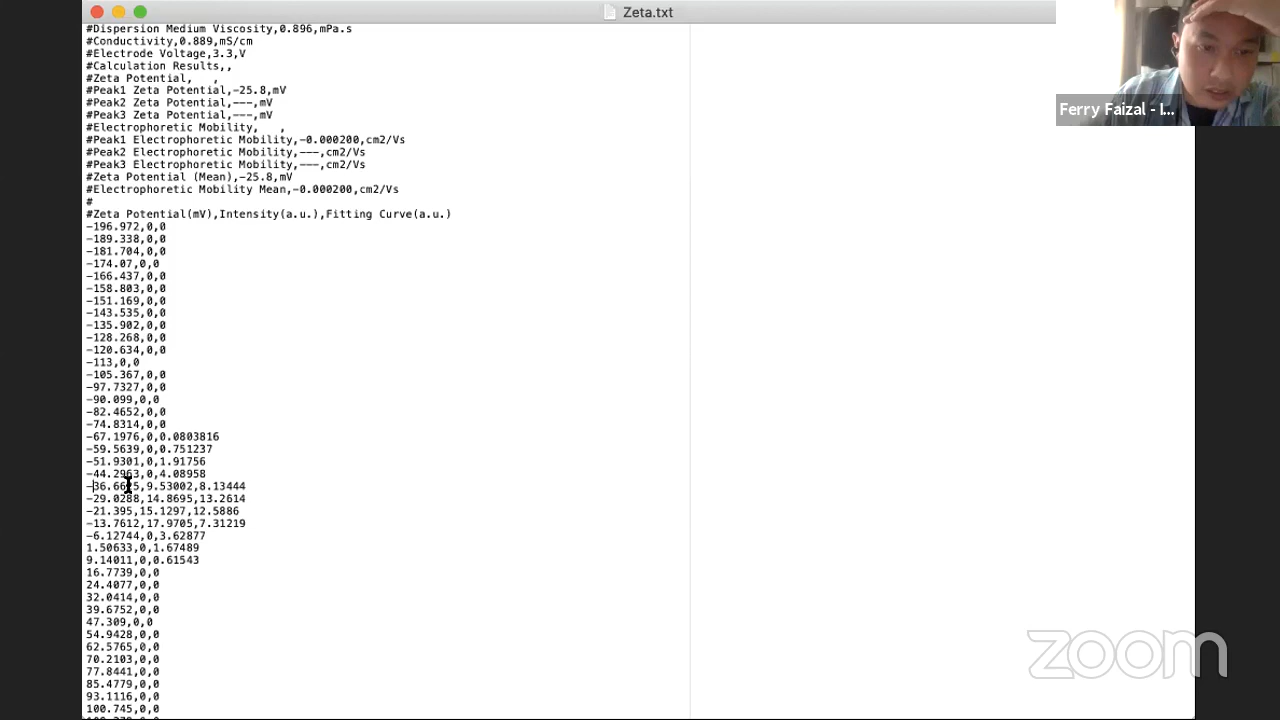 Zeta.txt
#Dispersion Medium Viscosity,0.896,mPa.s
#Conductivity,0.889,mS/cm
#Electrode Voltage,3.3,V
#Calculation Results,,
#Zeta Potential,   ,
#Peak1 Zeta Potential,-25.8,mV
#Peak2 Zeta Potential,---,mV
#Peak3 Zeta Potential,---,mV
#Electrophoretic Mobility,   ,
#Peak1 Electrophoretic Mobility,-0.000200,cm2/Vs
#Peak2 Electrophoretic Mobility,---,cm2/Vs
#Peak3 Electrophoretic Mobility,---,cm2/Vs
#Zeta Potential (Mean),-25.8,mV
#Electrophoretic Mobility Mean,-0.000200,cm2/Vs
#
#Zeta Potential(mV),Intensity(a.u.),Fitting Curve(a.u.)
-196.972,0,0
-189.338,0,0
-181.704,0,0
-174.07,0,0
-166.437,0,0
-158.803,0,0
-151.169,0,0
-143.535,0,0
-135.902,0,0
-128.268,0,0
-120.634,0,0
-113,0,0
-105.367,0,0
-97.7327,0,0
-90.099,0,0
-82.4652,0,0
-74.8314,0,0
-67.1976,0,0.0803816
-59.5639,0,0.751237
-51.9301,0,1.91756
-44.2963,0,4.08958
-36.6625,9.53002,8.13444
-29.0288,14.8695,13.2614
-21.395,15.1297,12.5886
-13.7612,17.9705,7.31219
-6.12744,0,3.62877
1.50633,0,1.67489
9.14011,0,0.61543
16.7739,0,0
24.4077,0,0
32.0414,0,0
39.6752,0,0
47.309,0,0
54.9428,0,0
62.5765,0,0
70.2103,0,0
77.8441,0,0
85.4779,0,0
93.1116,0,0
100.745,0,0
Ferry Faizal - I...
zoom